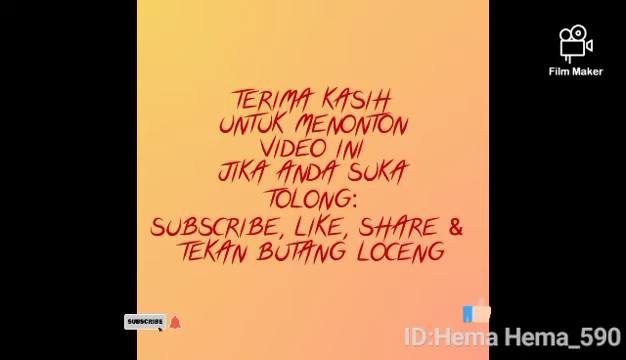 Film Maker
TERIMA KASIH
UNTUK MENONTON
VIDEO INI
JIKA ANDA SUKA
TOLONG:
SUBSCRIBE, LIKE, SHARE &
TEKAN BUTANG LOCENG
SUBSCRIBE
ID:Hema Hema_590